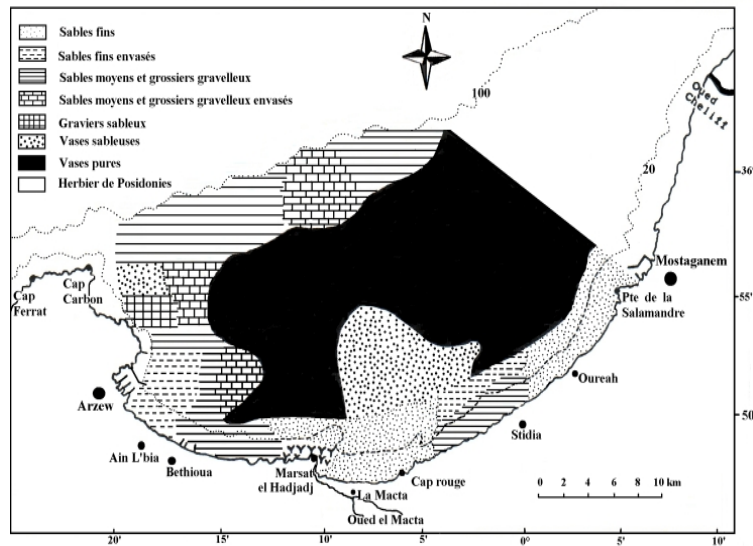 N
Sables fins
Sables fins envasés
Sables moyens et grossiers gravelleux
Sables moyens et grossiers gravelleux envasés
Graviers sableux
Vases sableuses
Vases pures
Herbier de Posidonies
100
20
Oued
Cheliff
36°
Mostaganem
Cap
Ferrat
Cap
Carbon
55'
Pte de la
Salamandre
Oureah
Arzew
50'
Stidia
Ain L'bia
Bethioua
Marsat
el Hadjadj
Cap rouge
La Macta
Oued el Macta
0 2 4 6 8 10 km
20' 15' 10' 5' 0° 5' 10'